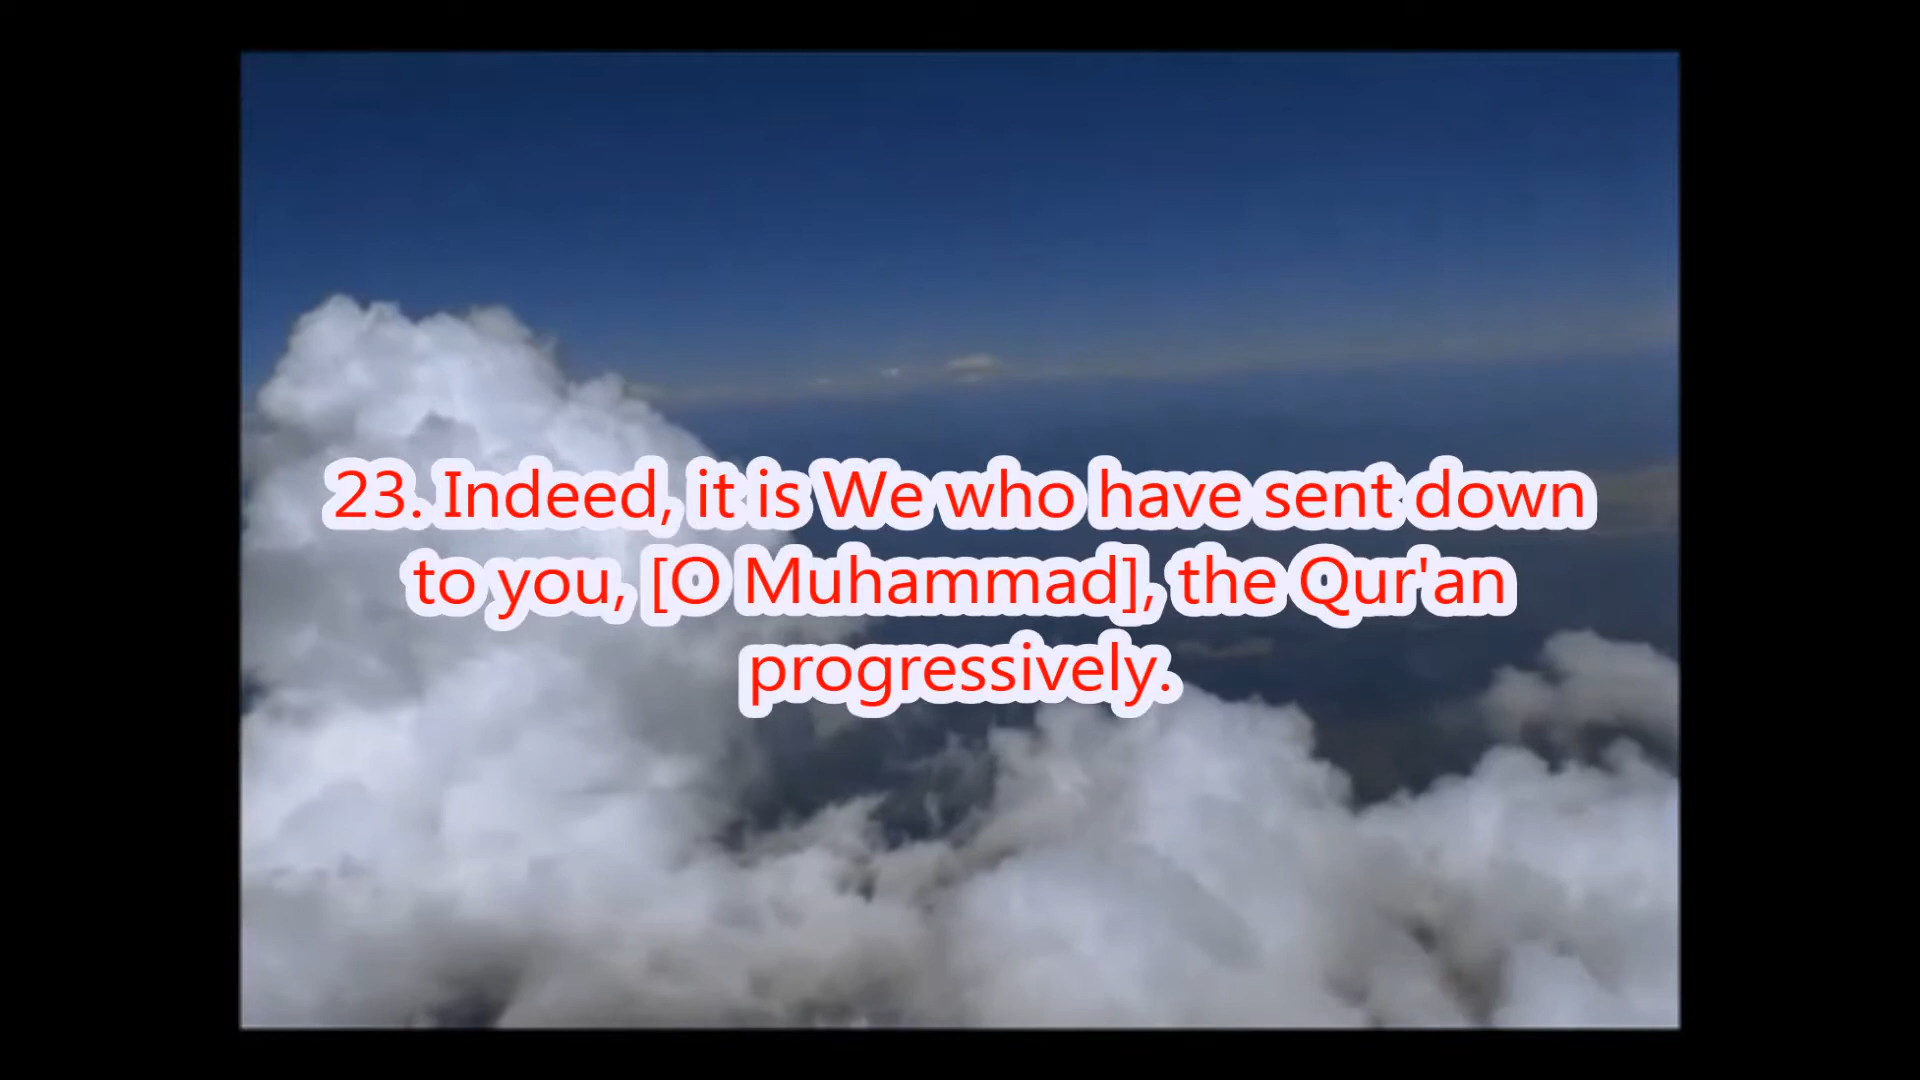 23. Indeed, it is We who have sent down
to you, [O Muhammad], the Qur'an
progressively.